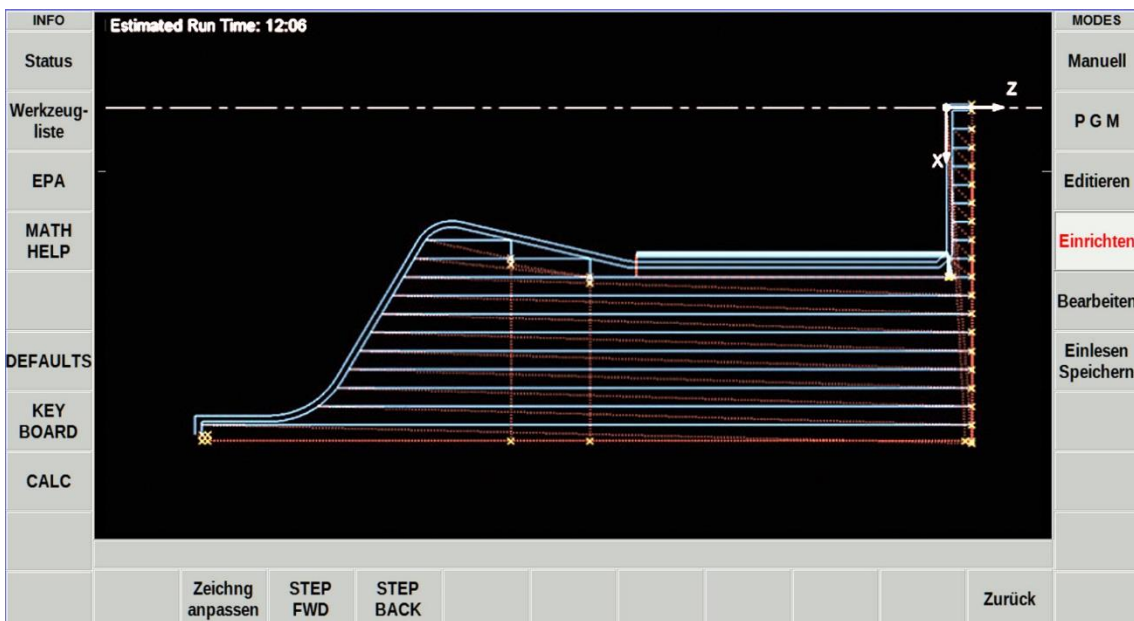 INFO
Estimated Run Time: 12:06
MODES
Status
Manuell
Werkzeug-
liste
Z
P G M
X
EPA
Editieren
MATH
HELP
Einrichten
Bearbeiten
DEFAULTS
Einlesen
Speichern
KEY
BOARD
CALC
Zeichng
anpassen
STEP
FWD
STEP
BACK
Zurück